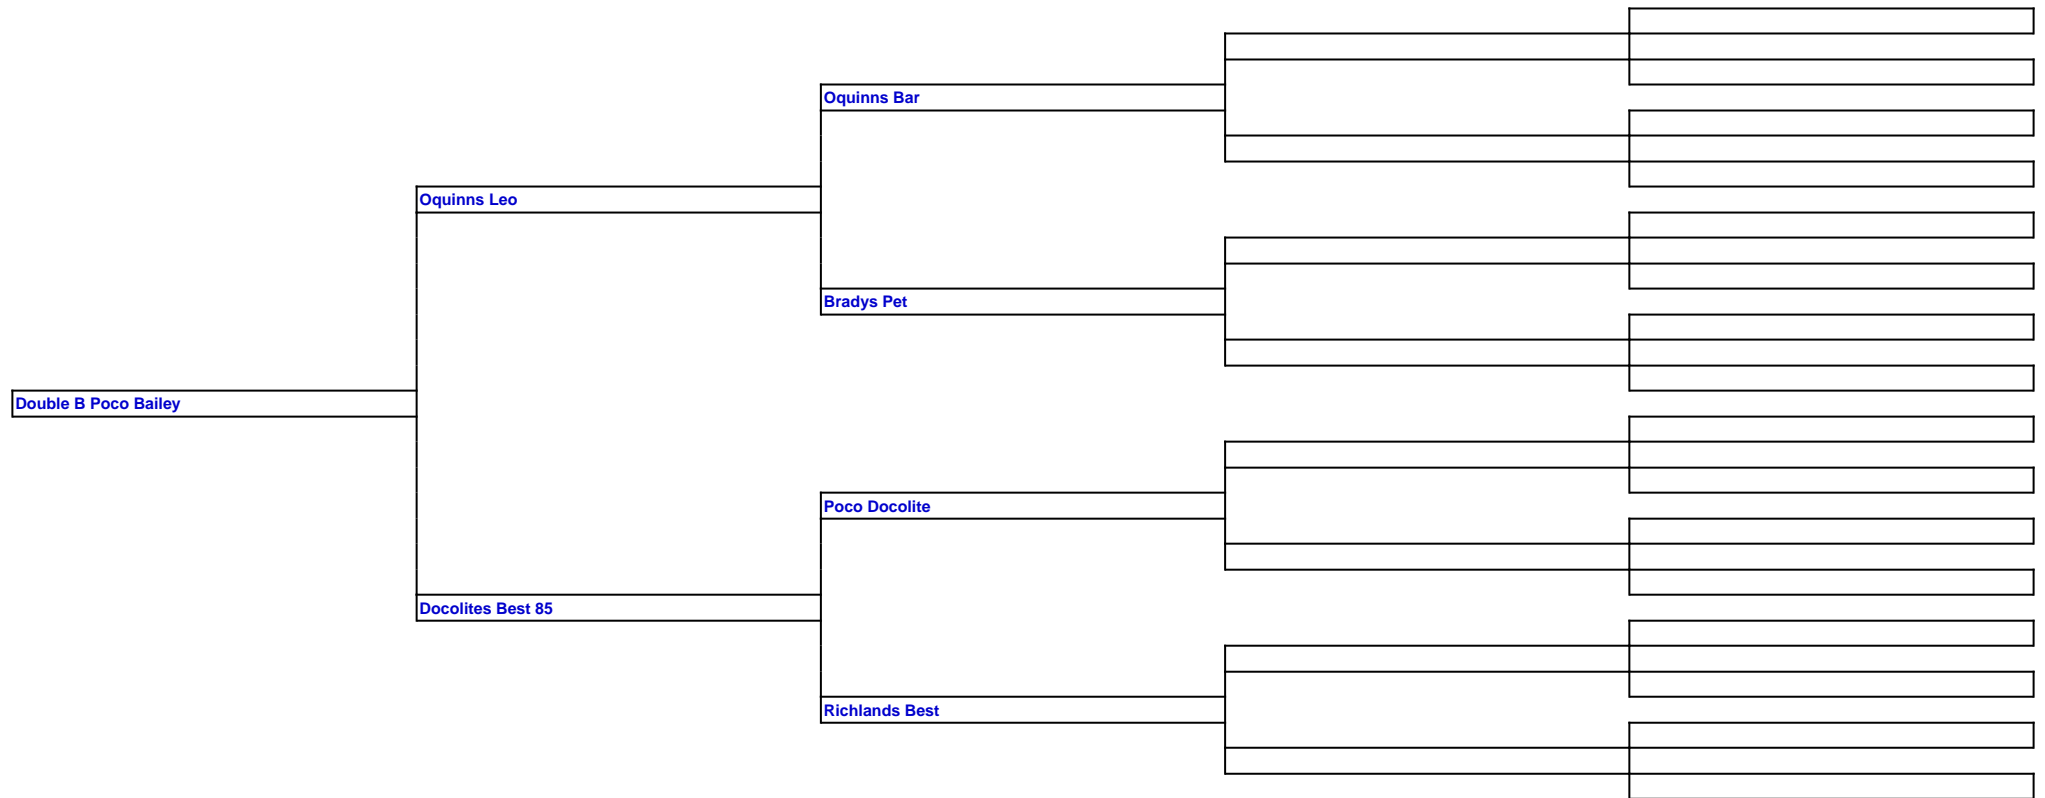 Oquinns Bar
Oquinns Leo
Bradys Pet
Double B Poco Bailey
Poco Docolite
Docolites Best 85
Richlands Best